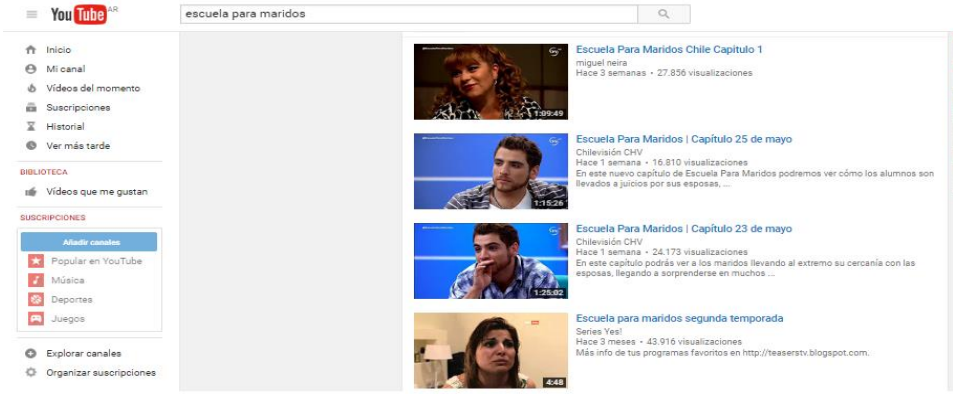 YouTube AR
escuela para maridos
Inicio
Mi canal
Vídeos del momento
Suscripciones
Historial
Ver más tarde
BIBLIOTECA
Vídeos que me gustan
SUSCRIPCIONES
Añadir canales
Popular en YouTube
Música
Deportes
Juegos
Explorar canales
Organizar suscripciones
1:09:49
Escuela Para Maridos Chile Capitulo 1
miguel neira
Hace 3 semanas • 27.856 visualizaciones
1:15:26
Escuela Para Maridos | Capítulo 25 de mayo
Chilevisión CHV
Hace 1 semana • 16.810 visualizaciones
En este nuevo capítulo de Escuela Para Maridos podremos ver cómo los alumnos son
llevados a juicios por sus esposas, ...
1:25:02
Escuela Para Maridos | Capítulo 23 de mayo
Chilevisión CHV
Hace 1 semana • 24.173 visualizaciones
En este capítulo podrás ver a los maridos llevando al extremo su cercanía con las
esposas, llegando a sorprenderse en muchos ...
4:48
Escuela para maridos segunda temporada
Series Yes!
Hace 3 meses • 43.916 visualizaciones
Más info de tus programas favoritos en http://teaserstv.blogspot.com.